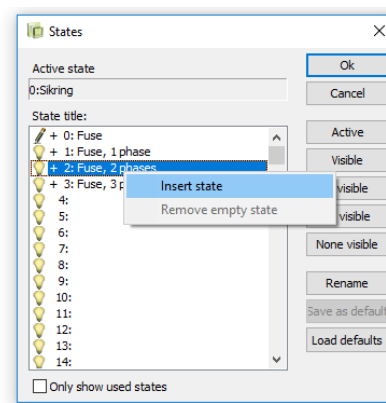 States
Active state
0:Sikring
State title:
+ 0: Fuse
+ 1: Fuse, 1 phase
+ 2: Fuse, 2 phases
+ 3: Fuse, 3 p
4:
5:
6:
7:
8:
9:
10:
11:
12:
13:
14:
Insert state
Remove empty state
Only show used states
Ok
Cancel
Active
Visible
visible
visible
None visible
Rename
Save as default
Load defaults